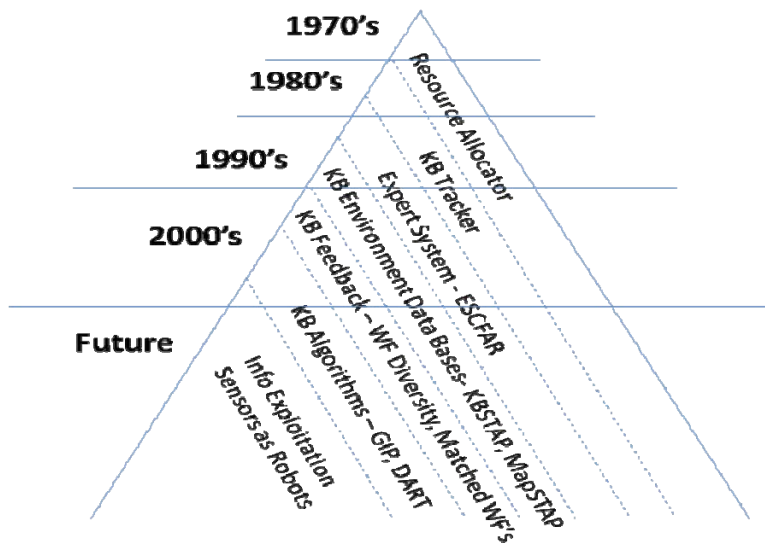 1970's
1980's
1990's
2000's
Future
Resource Allocator
KB Tracker
Expert System - ESCFAR
KB Environment Data Bases- KBSTAP, MapSTAP
KB Feedback – WF Diversity, Matched WF's
KB Algorithms – GIP, DART
Info Exploitation
Sensors as Robots